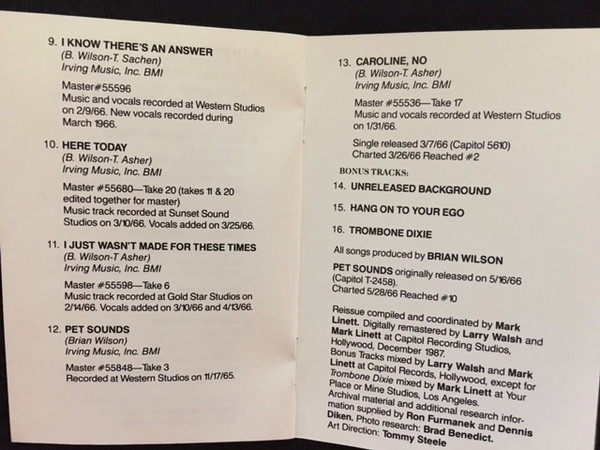 9. I KNOW THERE'S AN ANSWER
(B. Wilson-T. Sachen)
Irving Music, Inc. BMI
Master#55596
Music and vocals recorded at Western Studios
on 2/9/66. New vocals recorded during
March 1966.
10. HERE TODAY
(B. Wilson-T. Asher)
Irving Music, Inc. BMI
Master #55680—Take 20 (takes 11 & 20
edited together for master)
Music track recorded at Sunset Sound
Studios on 3/10/66. Vocals added on 3/25/66.
11. I JUST WASN'T MADE FOR THESE TIMES
(B. Wilson-T Asher)
Irving Music, Inc. BMI
Master #55598—Take 6
Music track recorded at Gold Star Studios on
2/14/66. Vocals added on 3/10/66 and 4/13/66.
12. PET SOUNDS
(Brian Wilson)
Irving Music, Inc. BMI
Master #55848—Take 3
Recorded at Western Studios on 11/17/65.
13. CAROLINE, NO
(B. Wilson-T. Asher)
Irving Music, Inc. BMI
Master #55536—Take 17
Music and vocals recorded at Western Studios
on 1/31/66.
Single released 3/7/66 (Capitol 5610)
Charted 3/26/66 Reached #2
BONUS TRACKS:
14. UNRELEASED BACKGROUND
15. HANG ON TO YOUR EGO
16. TROMBONE DIXIE
All songs produced by BRIAN WILSON
PET SOUNDS originally released on 5/16/66
(Capitol T-2458).
Charted 5/28/66 Reached #10
Reissue compiled and coordinated by Mark
Linett. Digitally remastered by Larry Walsh and
Mark Linett at Capitol Recording Studios,
Hollywood, December 1987.
Bonus Tracks mixed by Larry Walsh and Mark
Linett at Capitol Records, Hollywood, except for
Trombone Dixie mixed by Mark Linett at Your
Place or Mine Studios, Los Angeles.
Archival material and additional research infor-
mation supplied by Ron Furmanek and Dennis
Diken. Photo research: Brad Benedict.
Art Direction: Tommy Steele